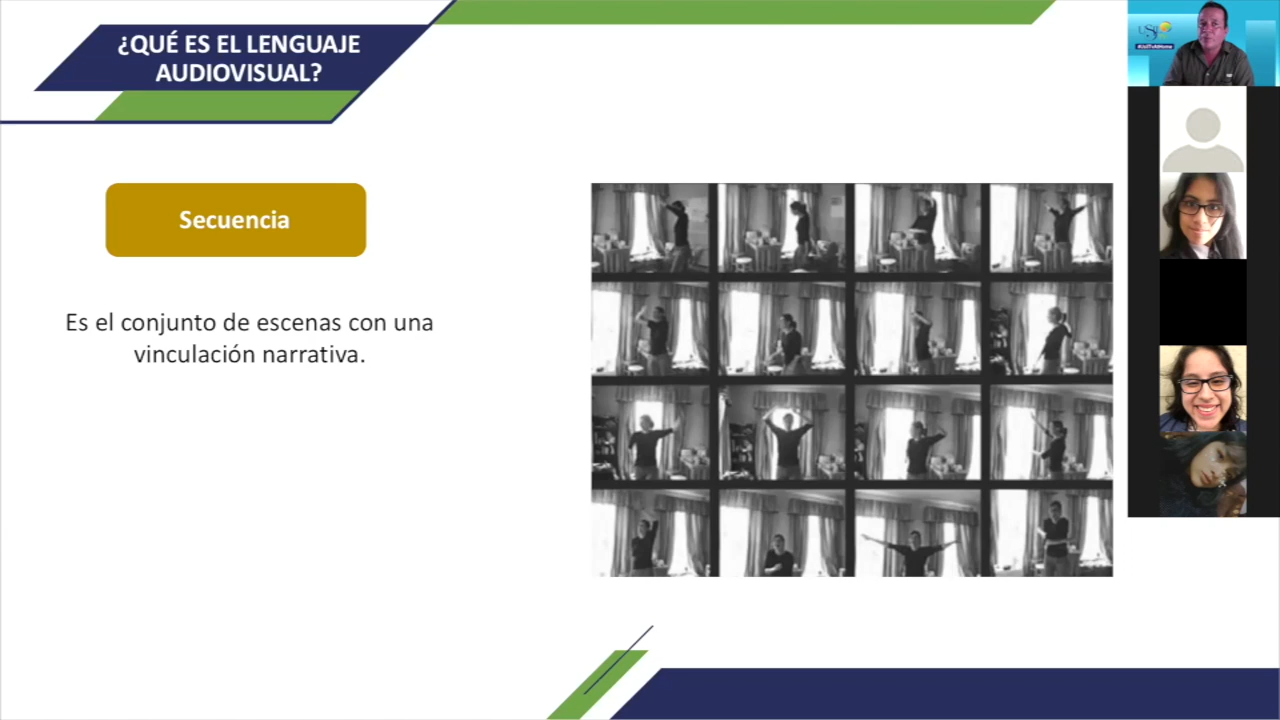 ¿QUÉ ES EL LENGUAJE
AUDIOVISUAL?
Secuencia
Es el conjunto de escenas con una
vinculación narrativa.